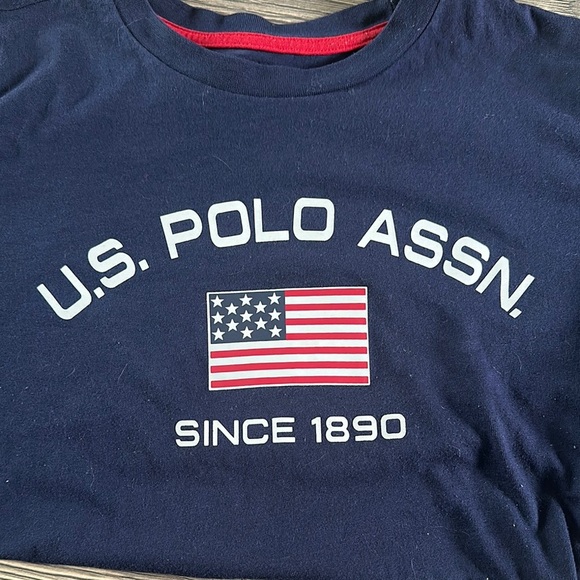 U.S. POLO ASSN.
SINCE 1890